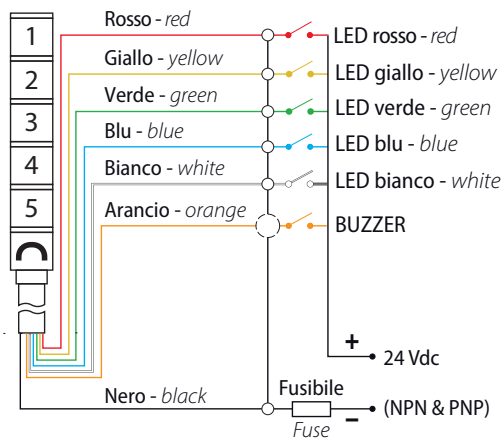 1
2
3
4
5
Rosso - red
LED rosso - red
Giallo - yellow
LED giallo - yellow
Verde - green
LED verde - green
Blu - blue
LED blu - blue
Bianco - white
LED bianco - white
Arancio - orange
BUZZER
+
24 Vdc
Nero - black
Fusibile
Fuse
–
(NPN & PNP)